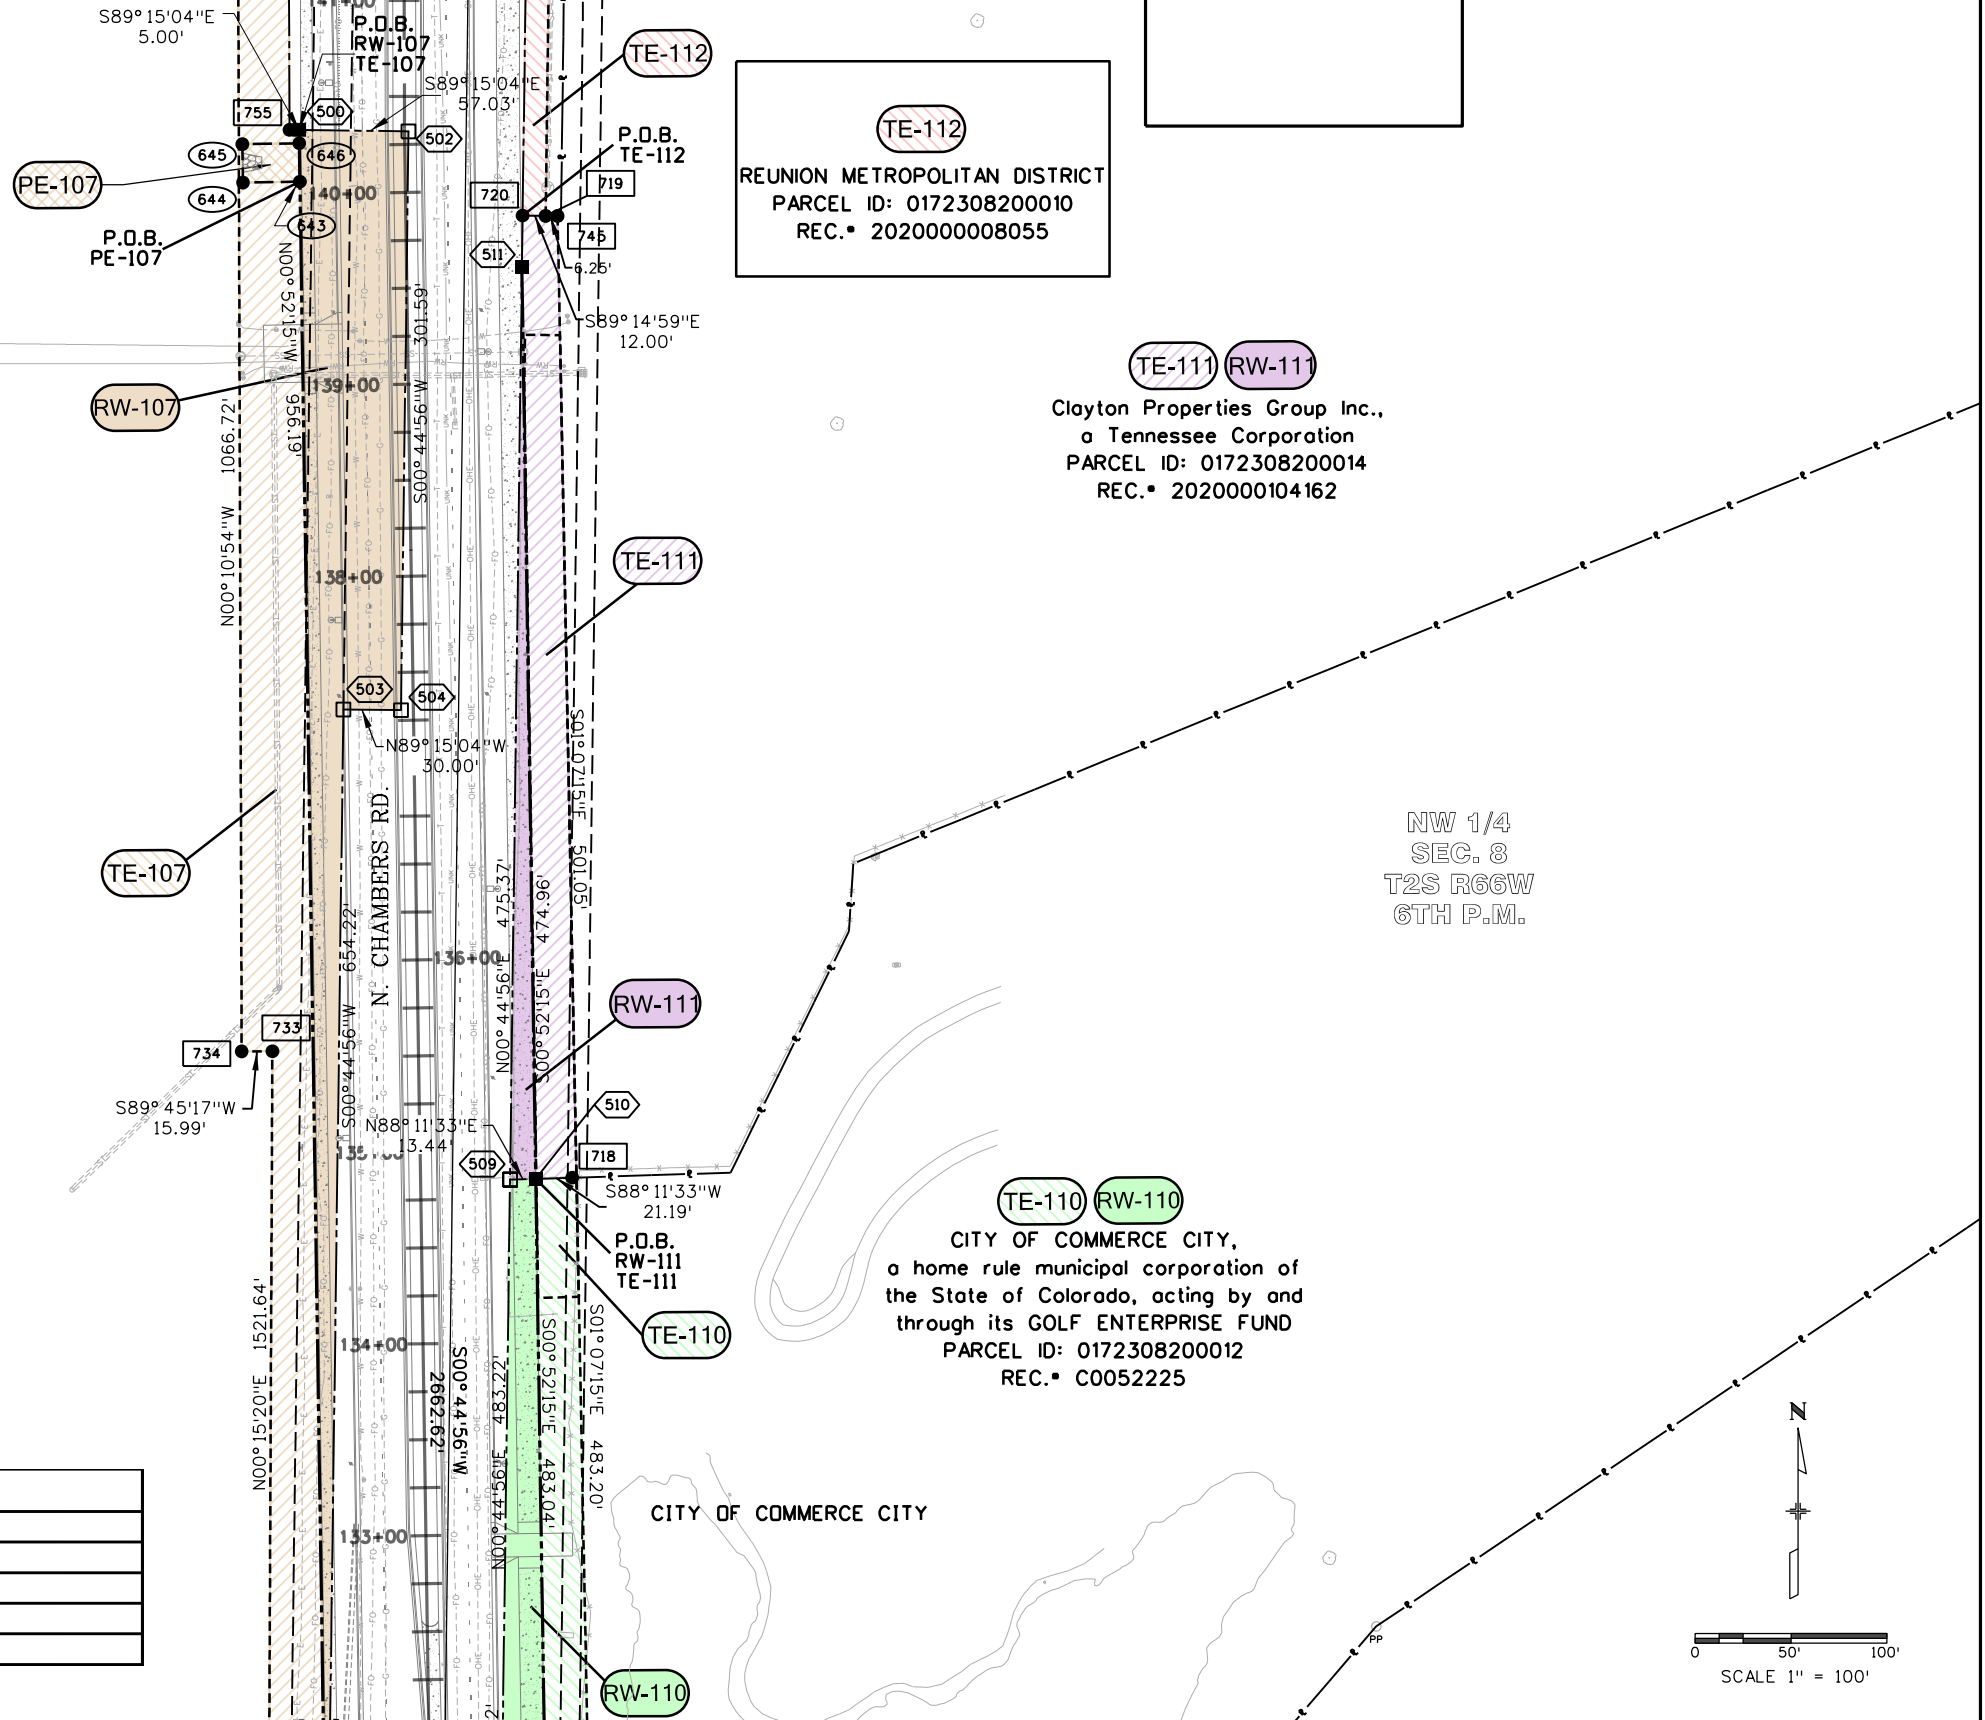 141+00
S89°15'04"E
5.00'
P.O.B.
RW-107
TE-107
S89°15'04"E
57.03'
TE-112
755
500
502
645
646
PE-107
644
643
140+00
P.O.B.
PE-107
P.O.B.
TE-112
720
719
745
511
6.25'
S89°14'59"E
12.00'
TE-112
REUNION METROPOLITAN DISTRICT
PARCEL ID: 0172308200010
REC.# 2020000008055
N00°52'15"W 956.19'
S00°44'56"W 301.59'
RW-107
139+00
N00°10'54"W 1066.72'
TE-111 RW-111
Clayton Properties Group Inc.,
a Tennessee Corporation
PARCEL ID: 0172308200014
REC.# 2020000104162
TE-111
138+00
503
504
N89°15'04"W
30.00'
S01°07'15"E 501.05'
N. CHAMBERS RD.
TE-107
NW 1/4
SEC. 8
T2S R66W
6TH P.M.
S00°44'56"W 654.22'
N00°44'56"E 475.37'
S00°52'15"E 474.96'
136+00
RW-111
733
734
S89°45'17"W
15.99'
N88°11'33"E
13.44'
135+00
509
510
718
S88°11'33"W
21.19'
P.O.B.
RW-111
TE-111
TE-110 RW-110
CITY OF COMMERCE CITY,
a home rule municipal corporation of
the State of Colorado, acting by and
through its GOLF ENTERPRISE FUND
PARCEL ID: 0172308200012
REC.# C0052225
TE-110
134+00
N00°15'20"E 1521.64'
S00°44'56"W
2662.62'
N00°44'56"E 483.22'
S00°52'15"E 483.04'
S01°07'15"E 483.20'
CITY OF COMMERCE CITY
133+00
RW-110
N
PP
0 50' 100'
SCALE 1" = 100'